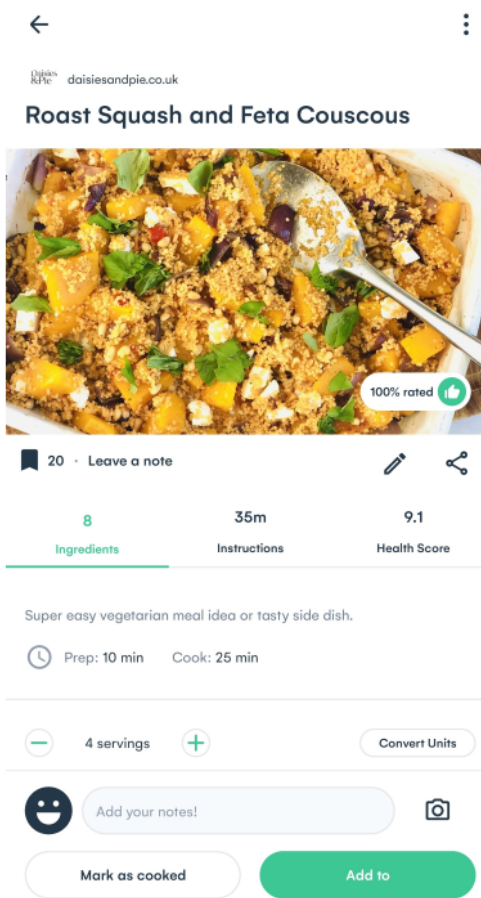 Daisies
&Pie
daisiesandpie.co.uk
Roast Squash and Feta Couscous
100% rated
20 · Leave a note
8 35m 9.1
Ingredients Instructions Health Score
Super easy vegetarian meal idea or tasty side dish.
Prep: 10 min Cook: 25 min
4 servings Convert Units
Add your notes!
Mark as cooked Add to